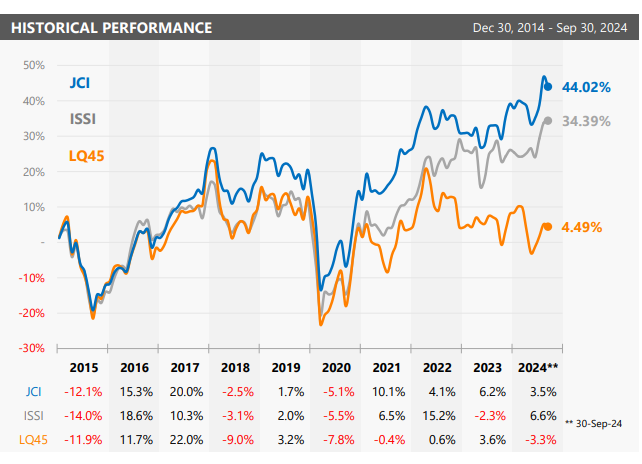 HISTORICAL PERFORMANCE Dec 30, 2014 - Sep 30, 2024
50%
40%
30%
20%
10%
-
-10%
-20%
-30%
JCI
ISSI
LQ45
44.02%
34.39%
4.49%
2015 2016 2017 2018 2019 2020 2021 2022 2023 2024**
JCI -12.1% 15.3% 20.0% -2.5% 1.7% -5.1% 10.1% 4.1% 6.2% 3.5%
ISSI -14.0% 18.6% 10.3% -3.1% 2.0% -5.5% 6.5% 15.2% -2.3% 6.6%
** 30-Sep-24
LQ45 -11.9% 11.7% 22.0% -9.0% 3.2% -7.8% -0.4% 0.6% 3.6% -3.3%